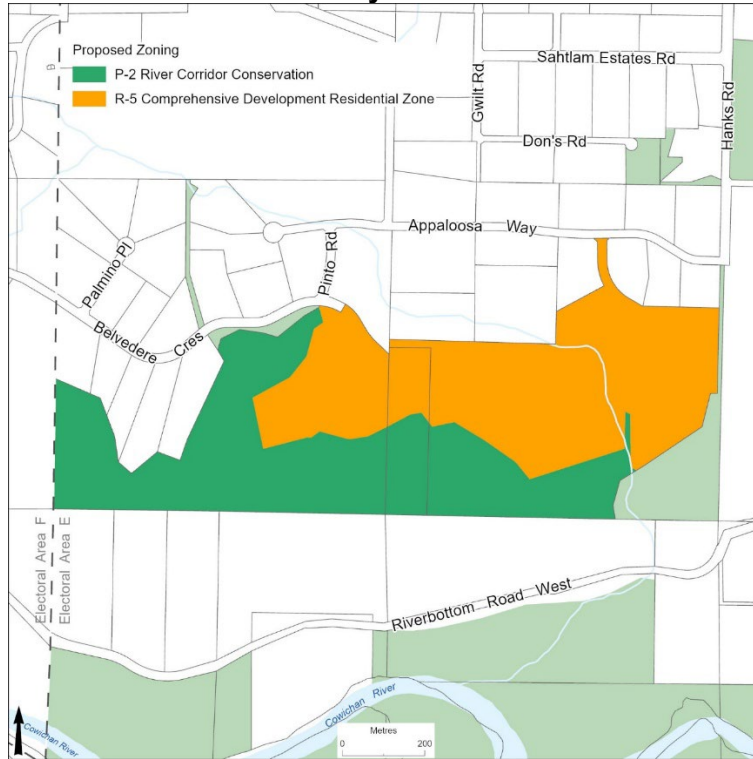 Proposed Zoning
P-2 River Corridor Conservation
R-5 Comprehensive Development Residential Zone
Sahtlam Estates Rd
Gwilt Rd
Hanks Rd
Don's Rd
Appaloosa Way
Pinto Rd
Palmino Pl
Belvedere Cres
Electoral Area F
Electoral Area E
Riverbottom Road West
Cowichan River
Cowichan River
Metres
0 200